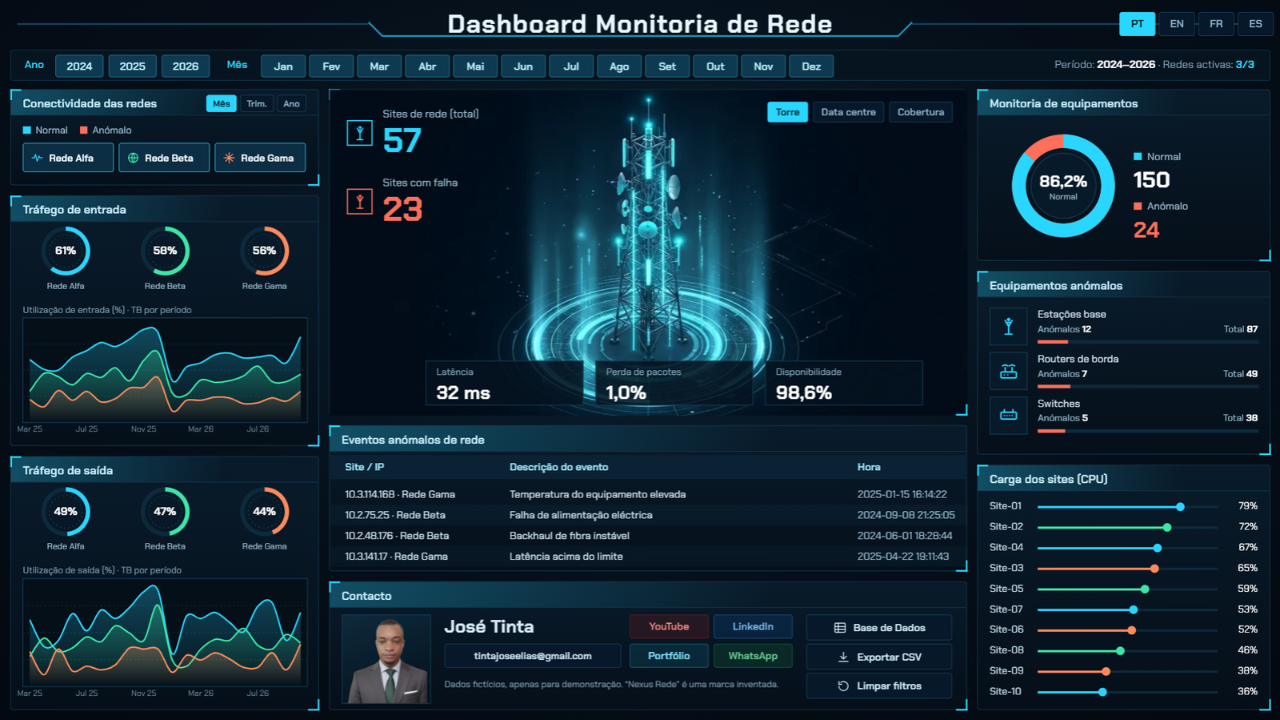 Dashboard Monitoria de Rede
PT EN FR ES
Ano 2024 2025 2026 Mês Jan Fev Mar Abr Mai Jun Jul Ago Set Out Nov Dez
Período: 2024–2026 · Redes activas: 3/3
Conectividade das redes
Mês Trim. Ano
Normal Anómalo
Rede Alfa Rede Beta Rede Gama
Tráfego de entrada
61% 58% 56%
Rede Alfa Rede Beta Rede Gama
Utilização de entrada (%) · TB por período
Mar 25 Jul 25 Nov 25 Mar 26 Jul 26
Tráfego de saída
49% 47% 44%
Rede Alfa Rede Beta Rede Gama
Utilização de saída (%) · TB por período
Mar 25 Jul 25 Nov 25 Mar 26 Jul 26
Sites de rede (total)
57
Sites com falha
23
Torre Data centre Cobertura
Latência
32 ms
Perda de pacotes
1,0%
Disponibilidade
98,6%
Eventos anómalos de rede
Site / IP Descrição do evento Hora
10.3.114.168 · Rede Gama Temperatura do equipamento elevada 2025-01-15 16:14:22
10.2.75.25 · Rede Beta Falha de alimentação eléctrica 2024-09-08 21:25:05
10.2.48.176 · Rede Beta Backhaul de fibra instável 2024-06-01 18:28:44
10.3.141.17 · Rede Gama Latência acima do limite 2025-04-22 19:11:43
Contacto
José Tinta
tintajoseelias@gmail.com
YouTube LinkedIn
Portfólio WhatsApp
Dados fictícios, apenas para demonstração. "Nexus Rede" é uma marca inventada.
Base de Dados
Exportar CSV
Limpar filtros
Monitoria de equipamentos
86,2%
Normal
Normal
150
Anómalo
24
Equipamentos anómalos
Estações base
Anómalos 12 Total 87
Routers de borda
Anómalos 7 Total 49
Switches
Anómalos 5 Total 38
Carga dos sites (CPU)
Site-01 79%
Site-02 72%
Site-04 67%
Site-03 65%
Site-05 59%
Site-07 53%
Site-06 52%
Site-08 46%
Site-09 38%
Site-10 36%